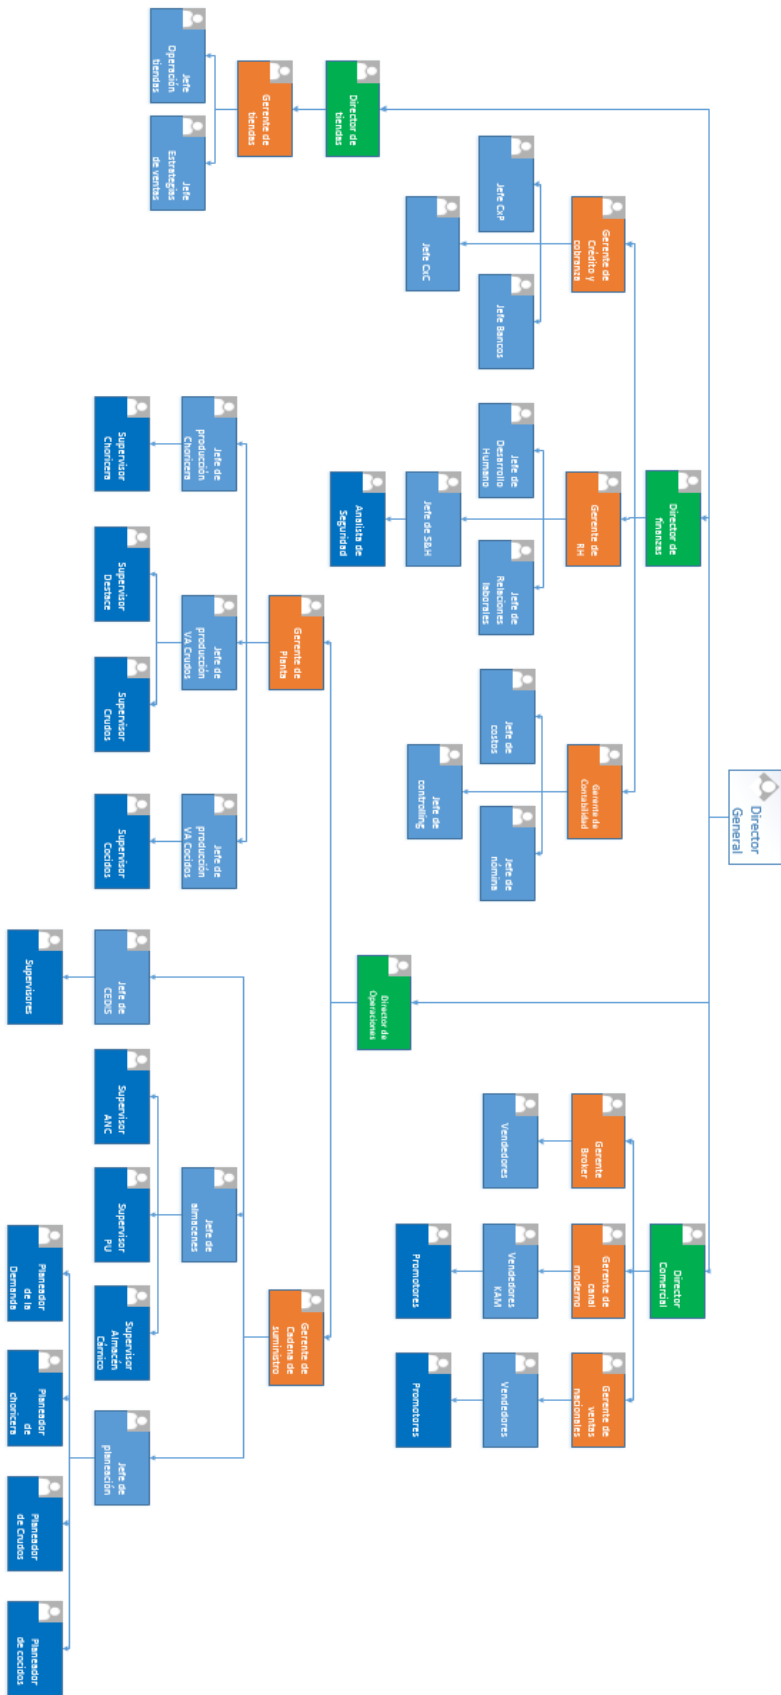 Director
General
Director de
tiendas
Gerente de
tiendas
Jefe
Operación
tiendas
Jefe
Estrategias
de ventas
Director de
finanzas
Gerente de
Crédito y
cobranza
Jefe CxP
Jefe CxC
Jefe Bancos
Gerente de
RH
Jefe de
Desarrollo
Humano
Jefe de S&H
Analista de
Seguridad
Jefe de
Relaciones
laborales
Gerente de
Contabilidad
Jefe de
costos
Jefe de
controlling
Jefe de
nómina
Director de
Operaciones
Gerente de
Planta
Jefe de
producción
Choricera
Supervisor
Choricera
Jefe de
producción
VA Crudos
Supervisor
Destace
Supervisor
Crudos
Jefe de
producción
VA Cocidos
Supervisor
Cocidos
Gerente de
Cadena de
suministro
Jefe de
CEDIS
Supervisores
Jefe de
almacenes
Supervisor
ANC
Supervisor
PU
Supervisor
Almacén
Cárnico
Jefe de
planeación
Planeador
de la
Demanda
Planeador
de
choricera
Planeador
de Crudos
Planeador
de cocidos
Director
Comercial
Gerente
Broker
Vendedores
Gerente de
canal
moderno
Vendedores
KAM
Promotores
Gerente de
ventas
nacionales
Vendedores
Promotores